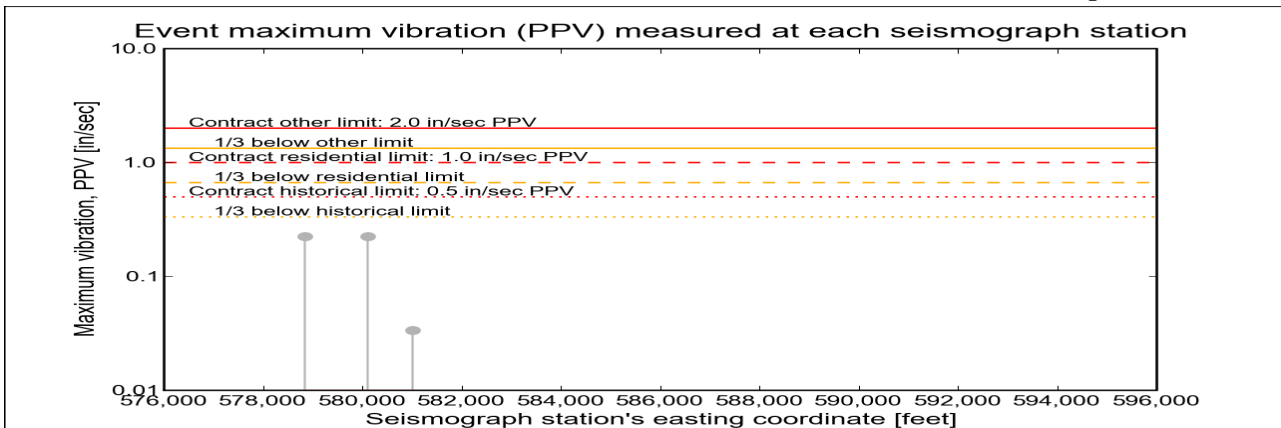 Event maximum vibration (PPV) measured at each seismograph station
Maximum vibration, PPV [in/sec]
10.0
Contract other limit: 2.0 in/sec PPV
1/3 below other limit
1.0
Contract residential limit: 1.0 in/sec PPV
1/3 below residential limit
Contract historical limit; 0.5 in/sec PPV
1/3 below historical limit
0.1
0.01
576,000 578,000 580,000 582,000 584,000 586,000 588,000 590,000 592,000 594,000 596,000
Seismograph station's easting coordinate [feet]